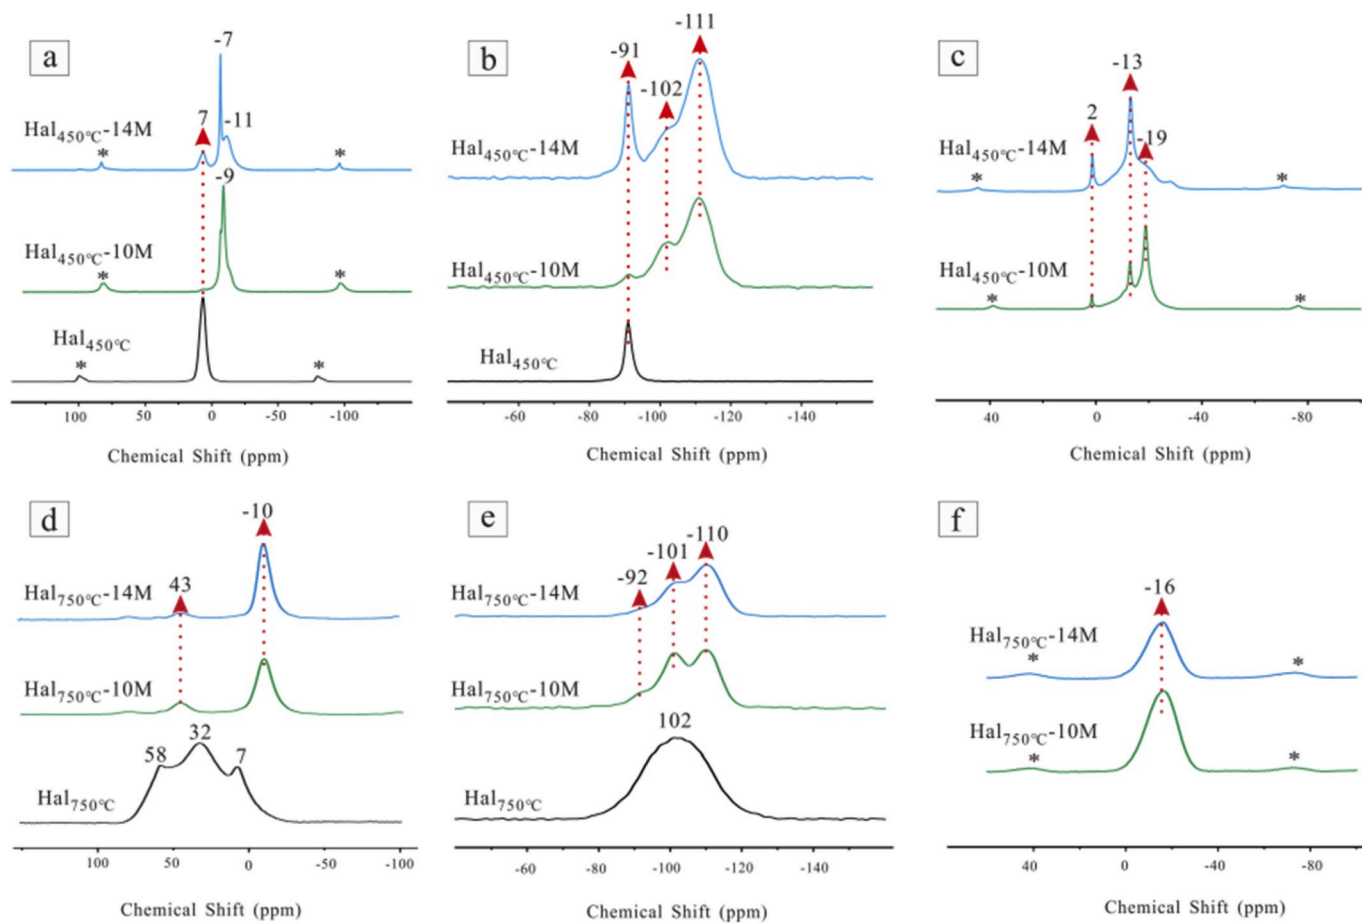 a
-7
7
-11
Hal450℃-14M
*
*
-9
Hal450℃-10M
*
*
Hal450℃
*
*
100
50
0
-50
-100
Chemical Shift (ppm)
b
-111
-91
-102
Hal450℃-14M
Hal450℃-10M
Hal450℃
-60
-80
-100
-120
-140
Chemical Shift (ppm)
c
-13
2
-19
Hal450℃-14M
*
*
Hal450℃-10M
*
*
40
0
-40
-80
Chemical Shift (ppm)
d
-10
43
Hal750℃-14M
Hal750℃-10M
58
32
7
Hal750℃
100
50
0
-50
-100
Chemical Shift (ppm)
e
-110
-101
-92
Hal750℃-14M
Hal750℃-10M
102
Hal750℃
-60
-80
-100
-120
-140
Chemical Shift (ppm)
f
-16
Hal750℃-14M
*
*
Hal750℃-10M
*
*
40
0
-40
-80
Chemical Shift (ppm)